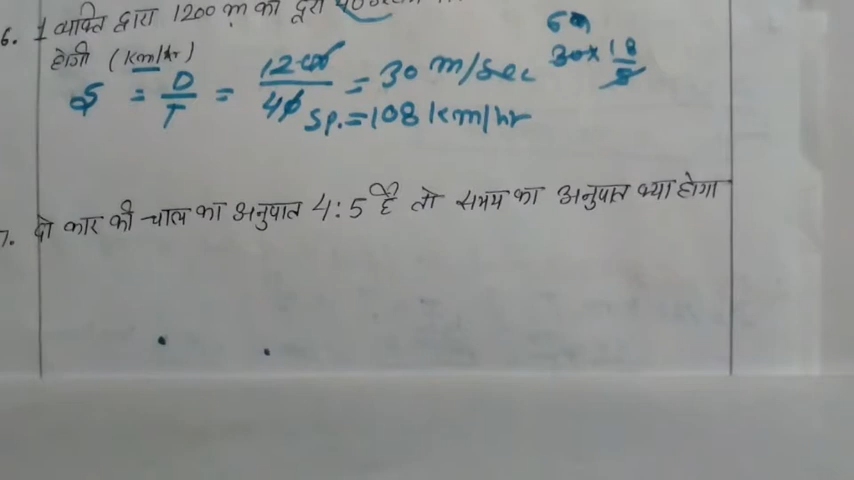 6. 1 व्यक्ति द्वारा 1200 m की दूरी
होगी (km/hr)
S = D/T = 1200/40 = 30 m/sec 30 × 18/5
Sp. = 108 km/hr
7. दो कार की चाल का अनुपात 4:5 है तो समय का अनुपात क्या होगा